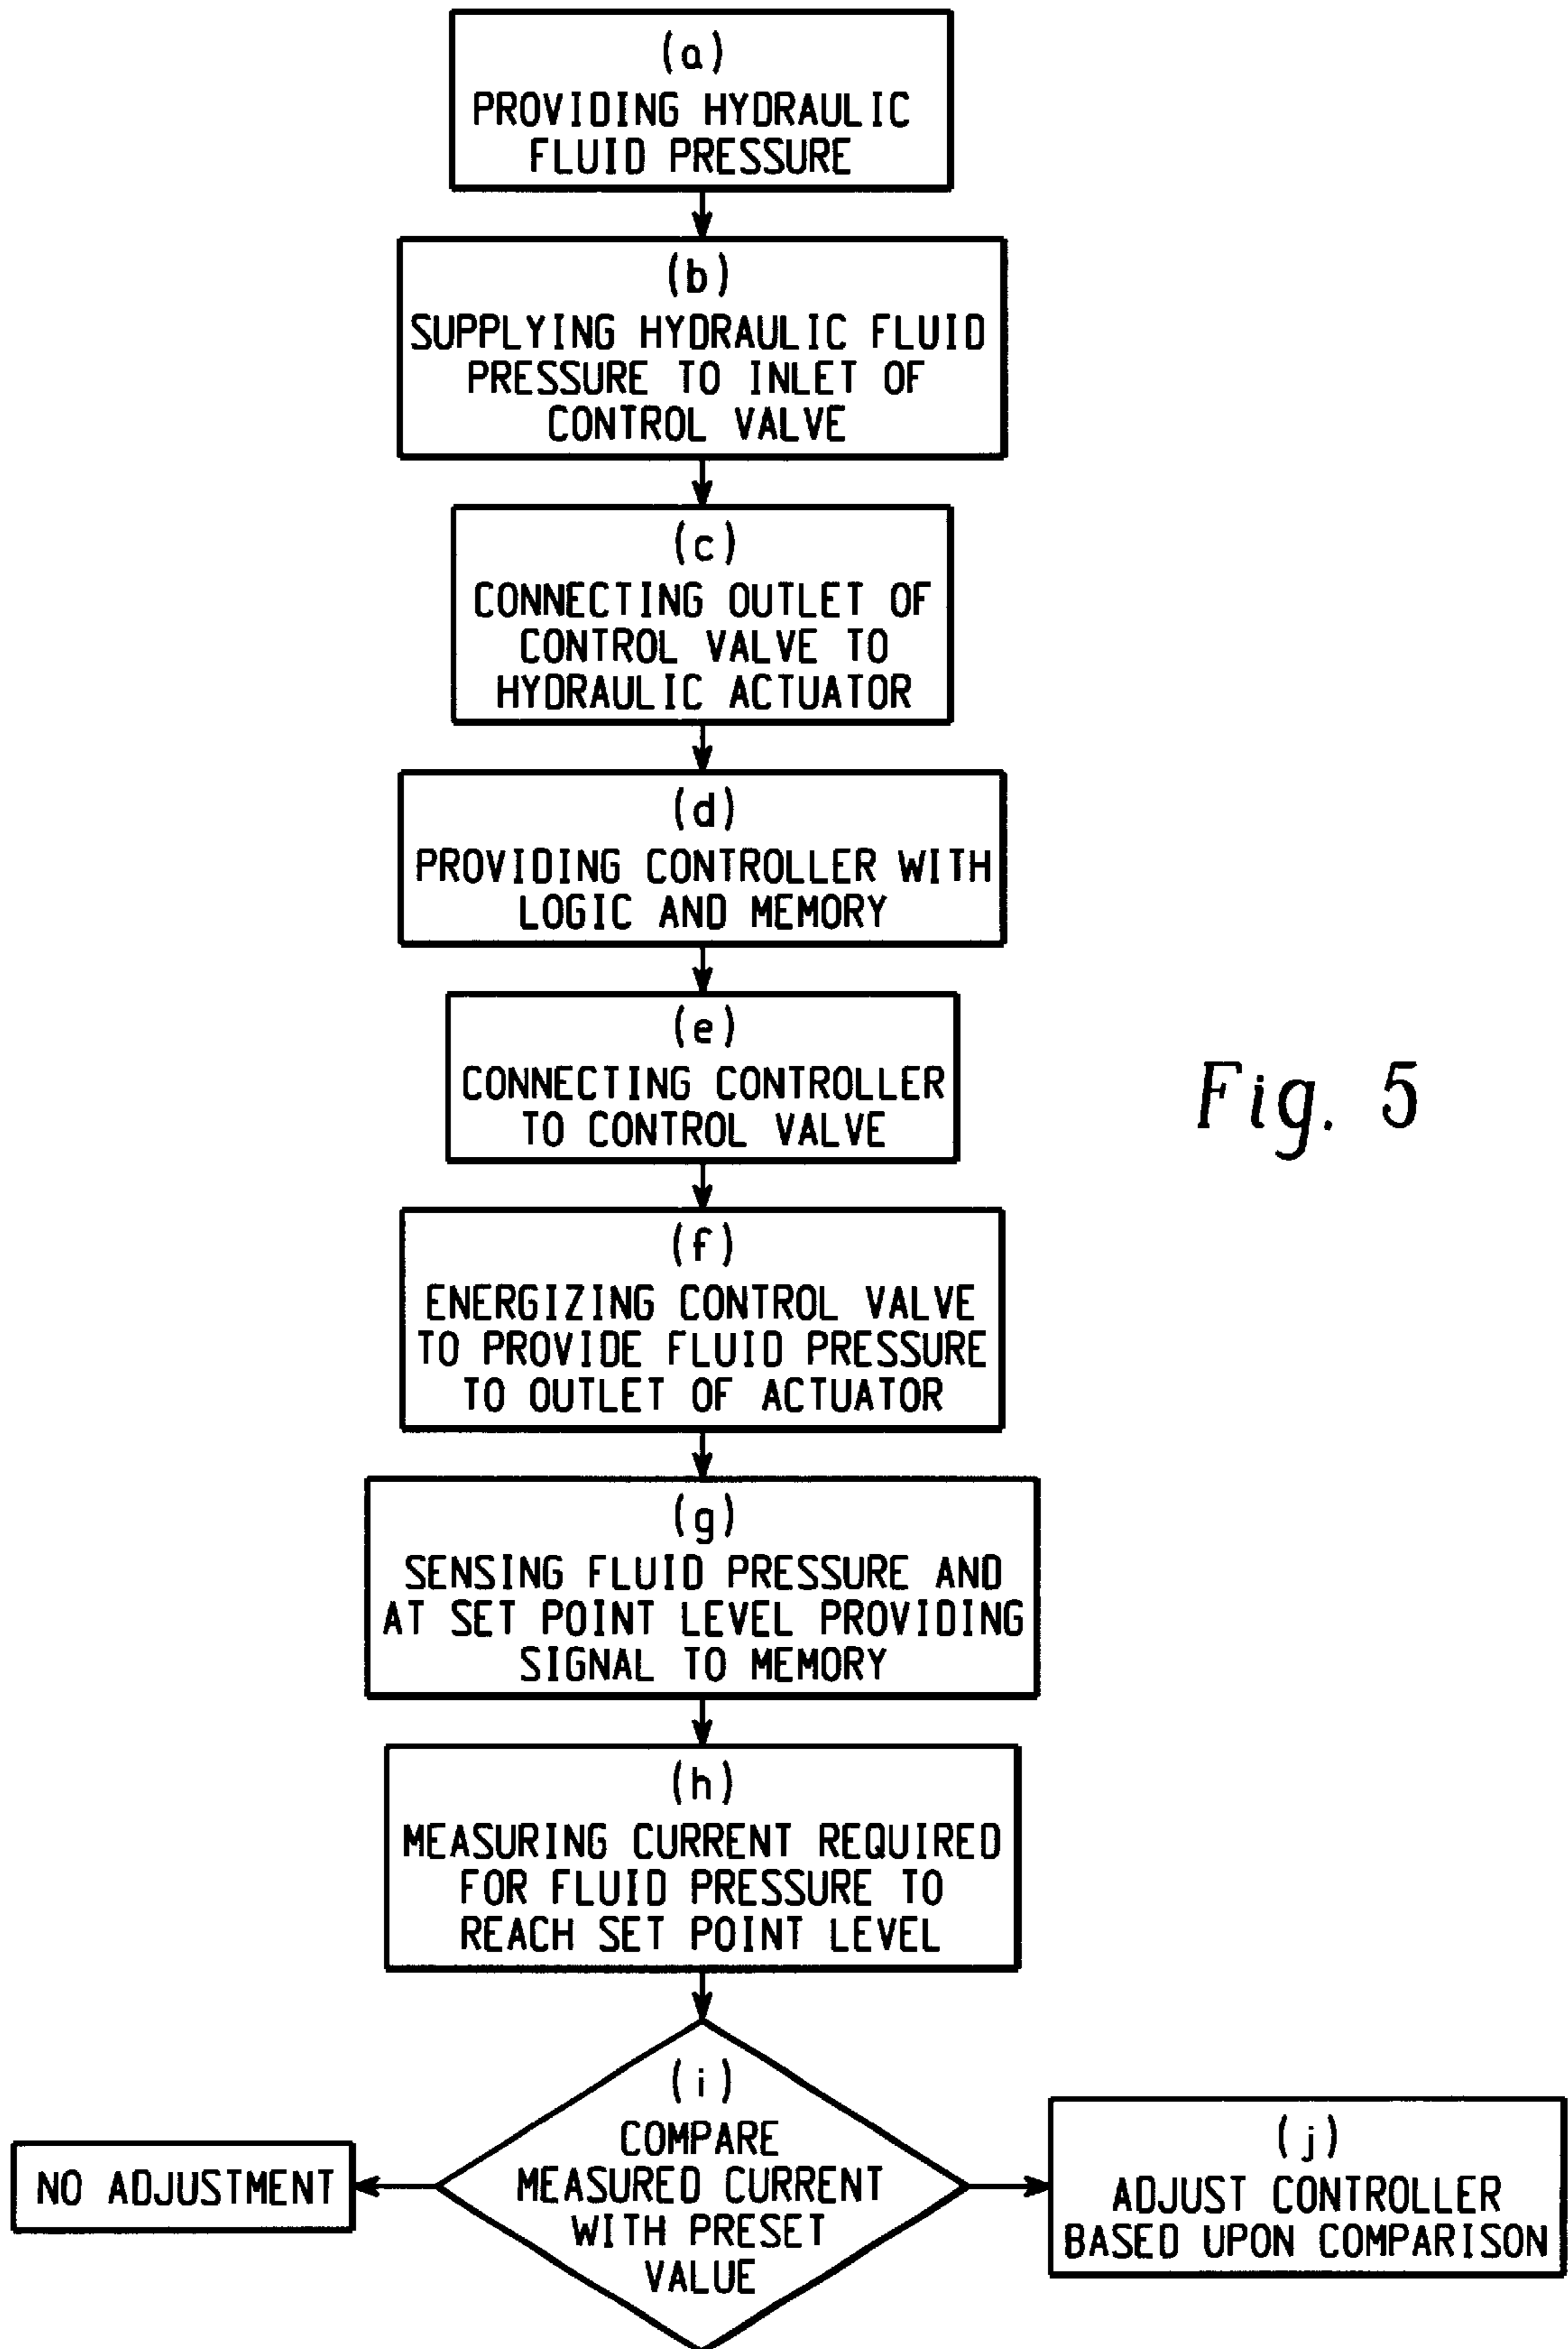 (a)
PROVIDING HYDRAULIC
FLUID PRESSURE
(b)
SUPPLYING HYDRAULIC FLUID
PRESSURE TO INLET OF
CONTROL VALVE
(c)
CONNECTING OUTLET OF
CONTROL VALVE TO
HYDRAULIC ACTUATOR
(d)
PROVIDING CONTROLLER WITH
LOGIC AND MEMORY
(e)
CONNECTING CONTROLLER
TO CONTROL VALVE
Fig. 5
(f)
ENERGIZING CONTROL VALVE
TO PROVIDE FLUID PRESSURE
TO OUTLET OF ACTUATOR
(g)
SENSING FLUID PRESSURE AND
AT SET POINT LEVEL PROVIDING
SIGNAL TO MEMORY
(h)
MEASURING CURRENT REQUIRED
FOR FLUID PRESSURE TO
REACH SET POINT LEVEL
(i)
COMPARE
MEASURED CURRENT
WITH PRESET
VALUE
NO ADJUSTMENT
(j)
ADJUST CONTROLLER
BASED UPON COMPARISON